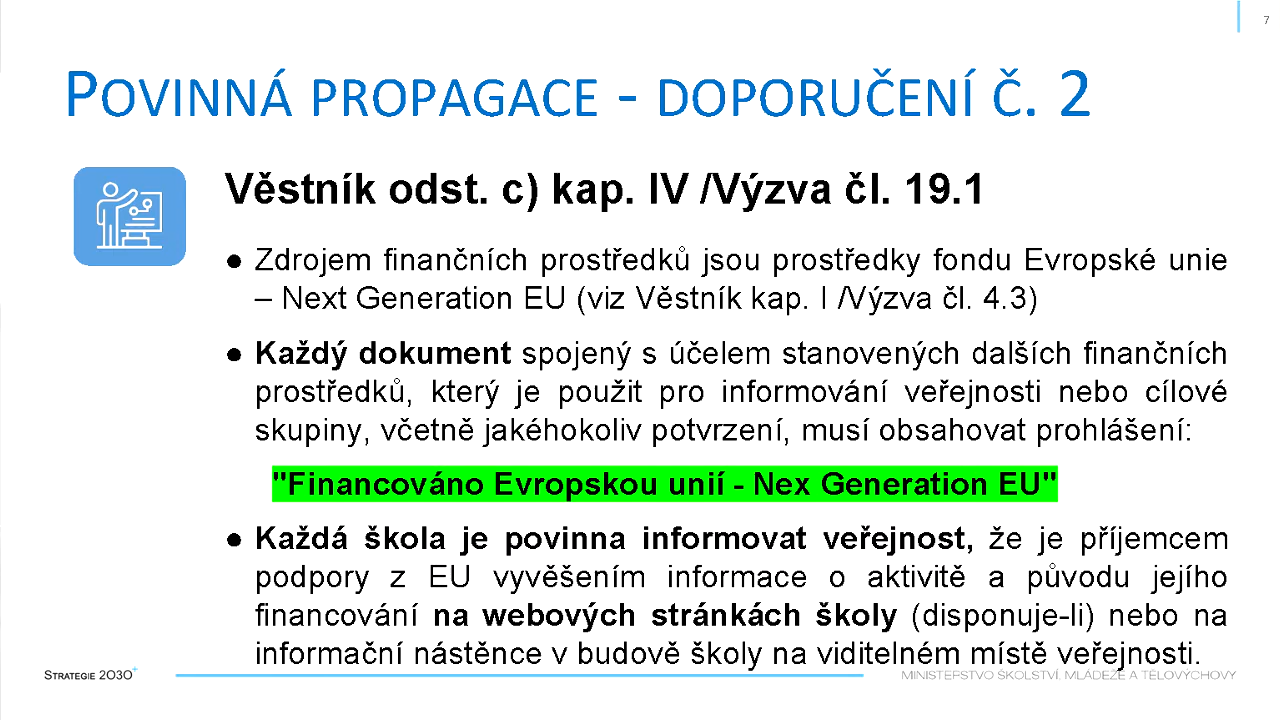 7
POVINNÁ PROPAGACE - DOPORUČENÍ Č. 2
Věstník odst. c) kap. IV /Výzva čl. 19.1
● Zdrojem finančních prostředků jsou prostředky fondu Evropské unie
– Next Generation EU (viz Věstník kap. I /Výzva čl. 4.3)
● Každý dokument spojený s účelem stanovených dalších finančních
prostředků, který je použit pro informování veřejnosti nebo cílové
skupiny, včetně jakéhokoliv potvrzení, musí obsahovat prohlášení:
"Financováno Evropskou unií - Nex Generation EU"
● Každá škola je povinna informovat veřejnost, že je příjemcem
podpory z EU vyvěšením informace o aktivitě a původu jejího
financování na webových stránkách školy (disponuje-li) nebo na
informační nástěnce v budově školy na viditelném místě veřejnosti.
STRATEGIE 2030+
MINISTERSTVO ŠKOLSTVÍ, MLÁDEŽE A TĚLOVÝCHOVY